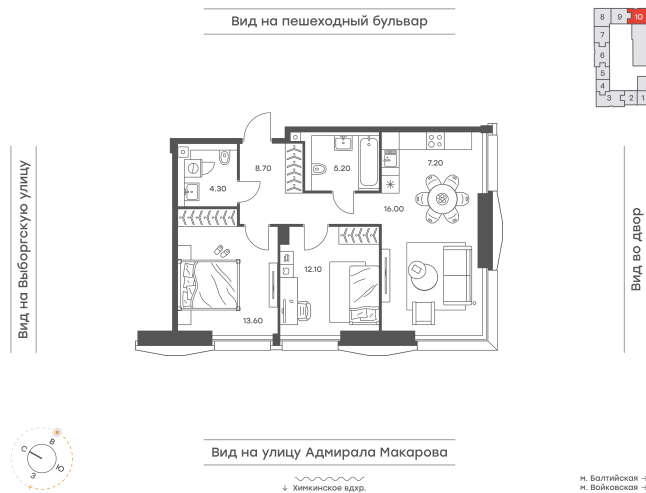 Вид на пешеходный бульвар
8 9 10
7
6
5
4
3 2 1
Вид на Выборгскую улицу
Вид во двор
8.70
5.20
7.20
4.30
16.00
12.10
13.60
Вид на улицу Адмирала Макарова
↓ Химкинское вдхр.
С
В
Ю
З
м. Балтийская
м. Войковская